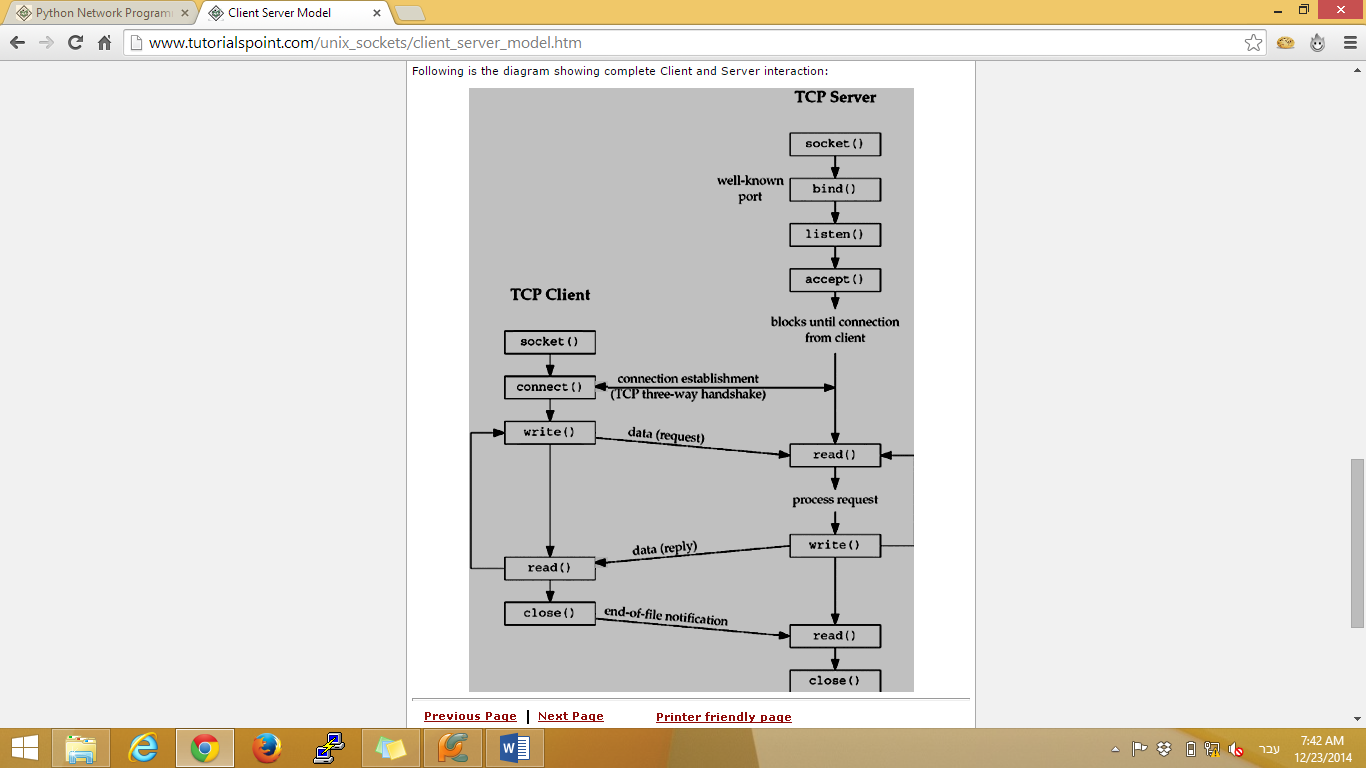 Python Network Program
Client Server Model
www.tutorialspoint.com/unix_sockets/client_server_model.htm
Following is the diagram showing complete Client and Server interaction:
TCP Server
socket()
well-known
port
bind()
listen()
accept()
blocks until connection
from client
TCP Client
socket()
connect()
connection establishment
(TCP three-way handshake)
write()
data (request)
read()
process request
write()
data (reply)
read()
close()
end-of-file notification
read()
close()
Previous Page | Next Page
Printer friendly page
עבר
7:42 AM
12/23/2014